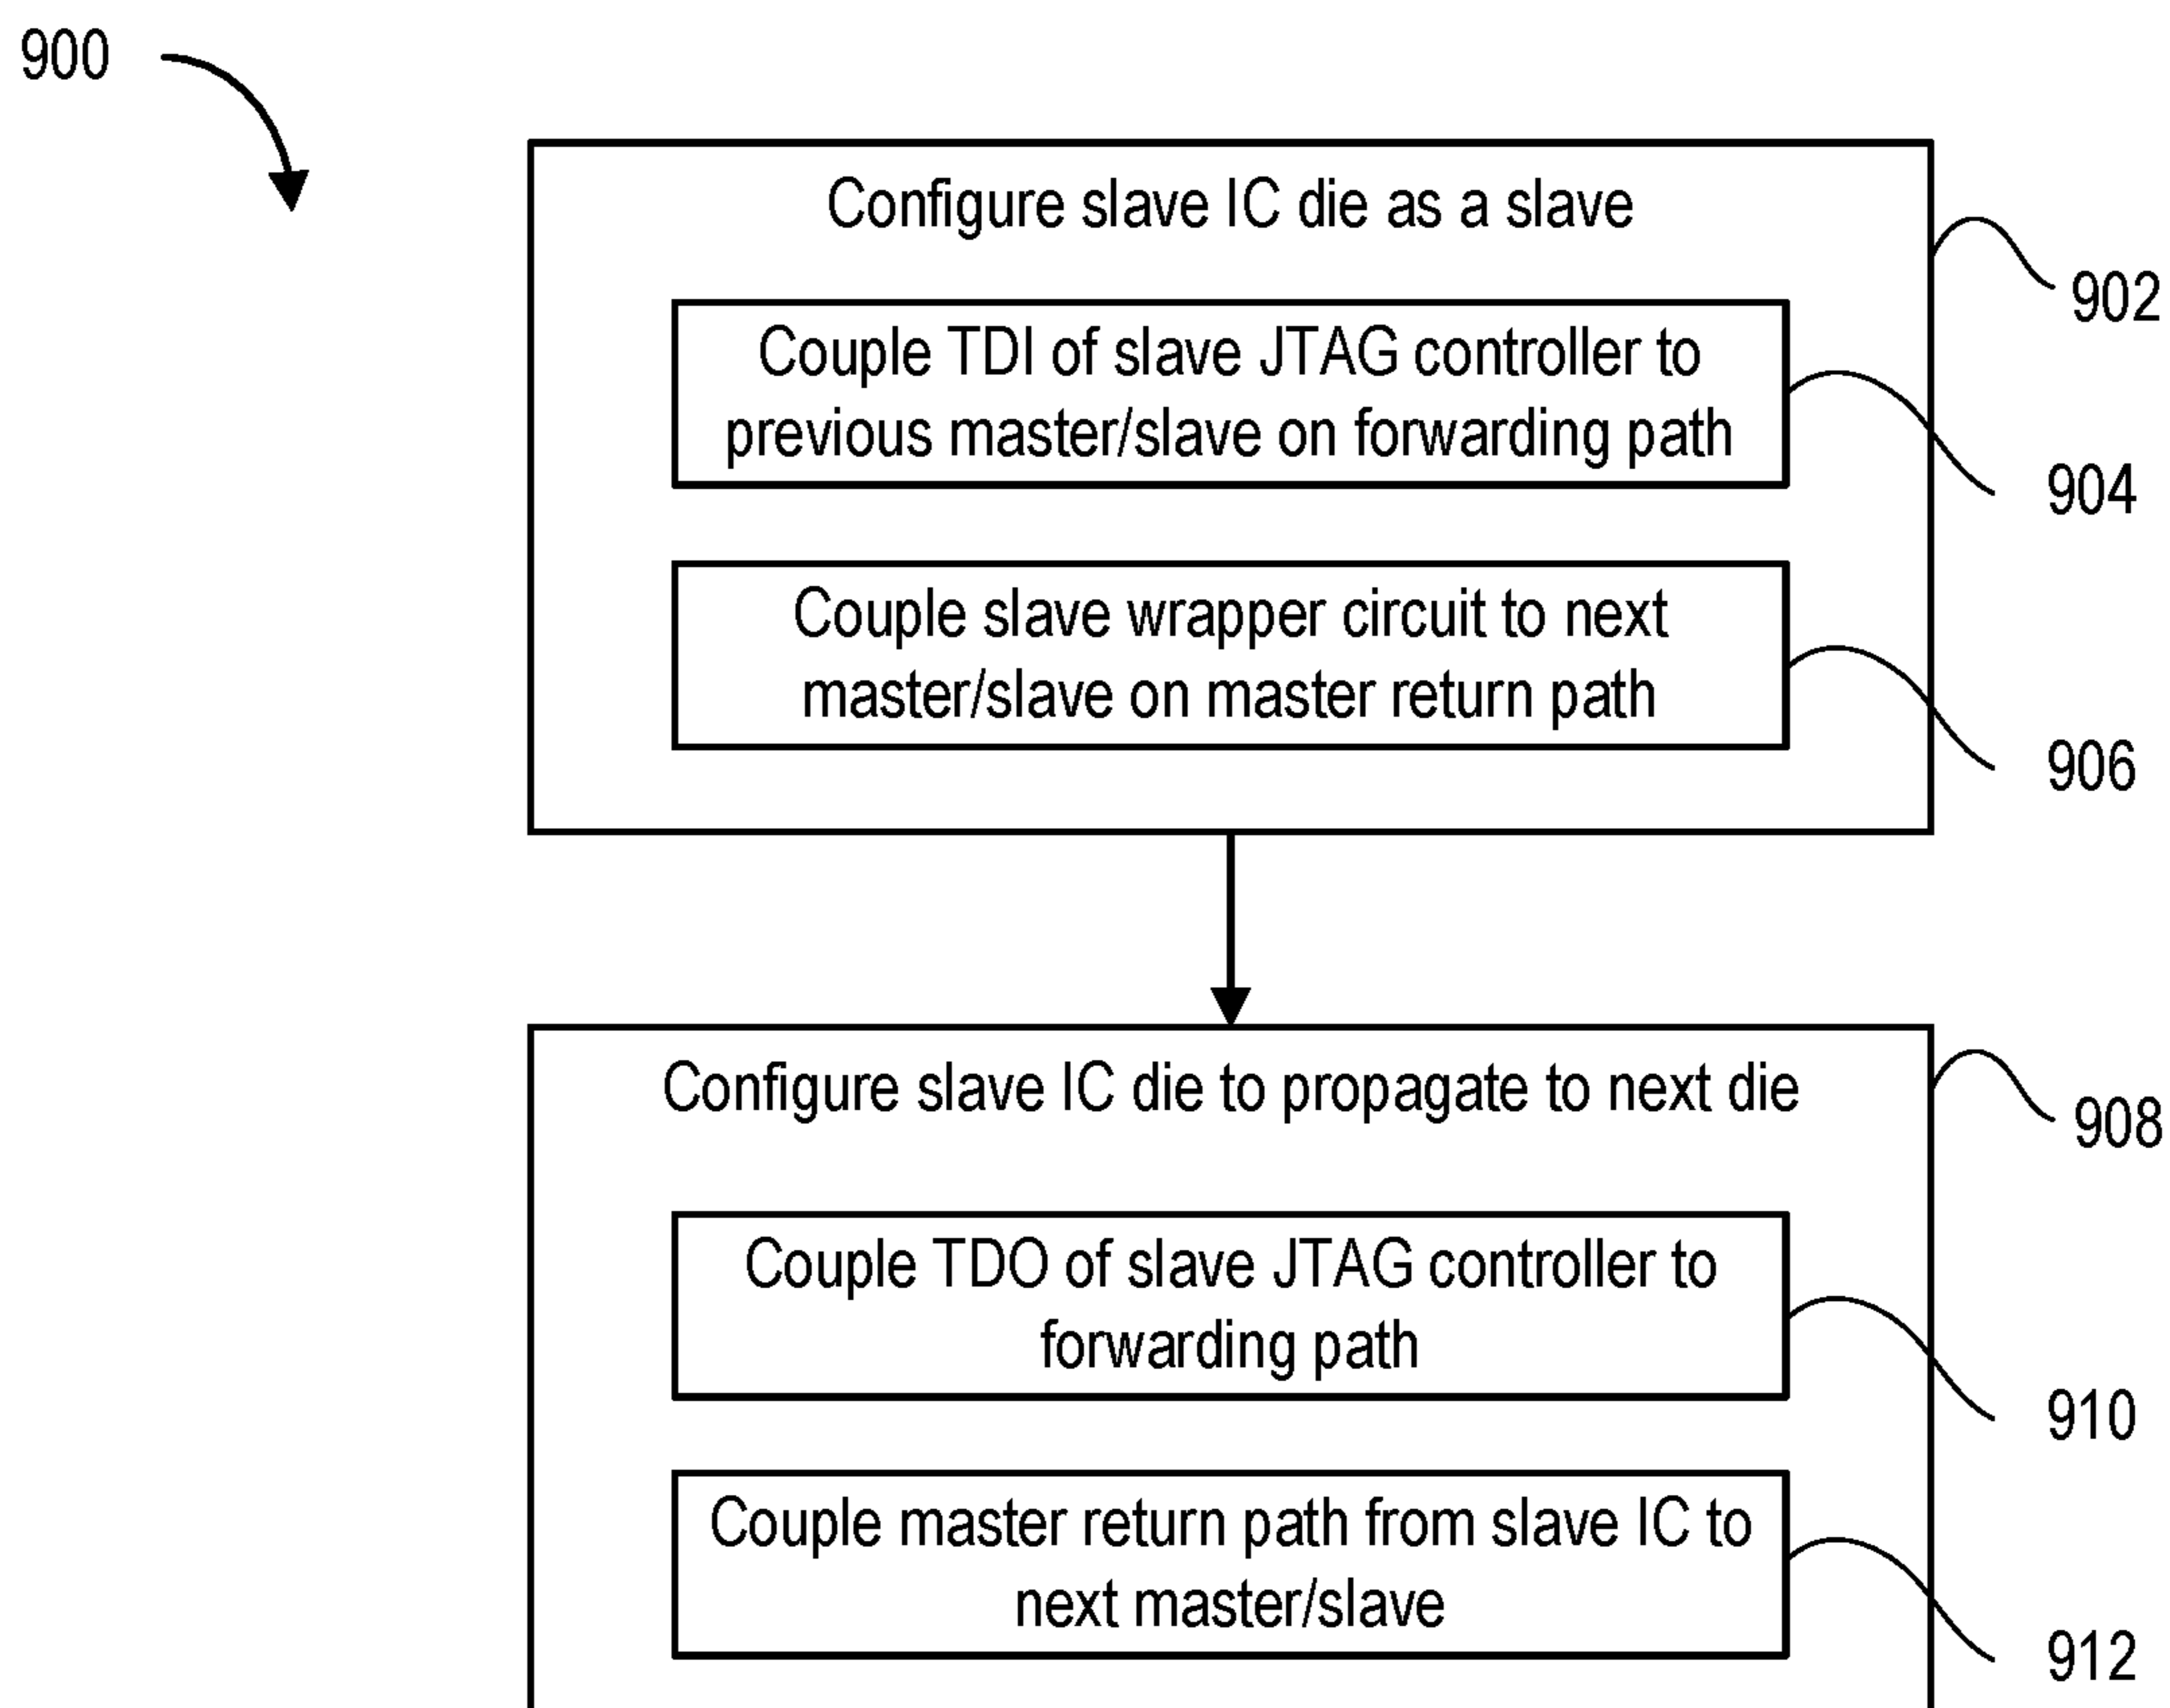 900
Configure slave IC die as a slave
902
Couple TDI of slave JTAG controller to
previous master/slave on forwarding path
904
Couple slave wrapper circuit to next
master/slave on master return path
906
Configure slave IC die to propagate to next die
908
Couple TDO of slave JTAG controller to
forwarding path
910
Couple master return path from slave IC to
next master/slave
912